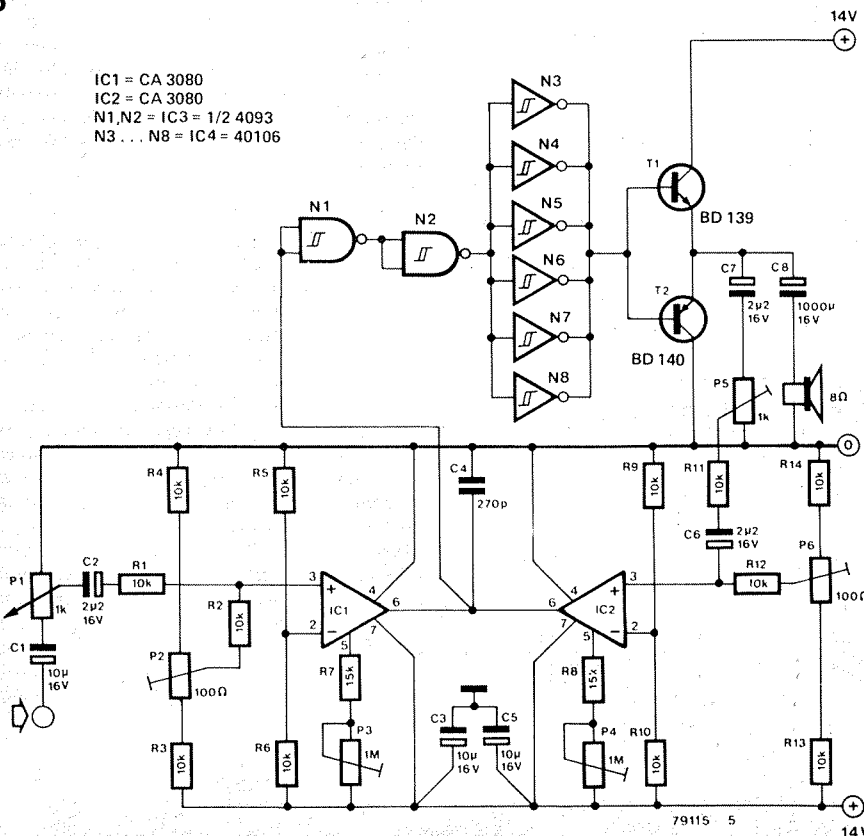 14V
+
IC1 = CA 3080
IC2 = CA 3080
N1,N2 = IC3 = 1/2 4093
N3 ... N8 = IC4 = 40106
N3
N4
N5
N6
N7
N8
N1
N2
T1
BD 139
T2
BD 140
C7
2µ2
16V
C8
1000µ
16V
P5
1k
8Ω
0
R4
10k
R5
10k
C4
270p
R9
10k
R11
10k
R14
10k
C6
2µ2
16V
P1
1k
C2
2µ2
16V
R1
10k
R2
10k
3
+
IC1
4
6
7
2
–
5
6
4
7
IC2
+
3
–
2
5
R12
10k
P6
100Ω
C1
10µ
16V
P2
100Ω
R7
15k
R8
15k
R3
10k
R6
10k
P3
1M
C3
10µ
16V
C5
10µ
16V
P4
1M
R10
10k
R13
10k
79115 5
+
14V